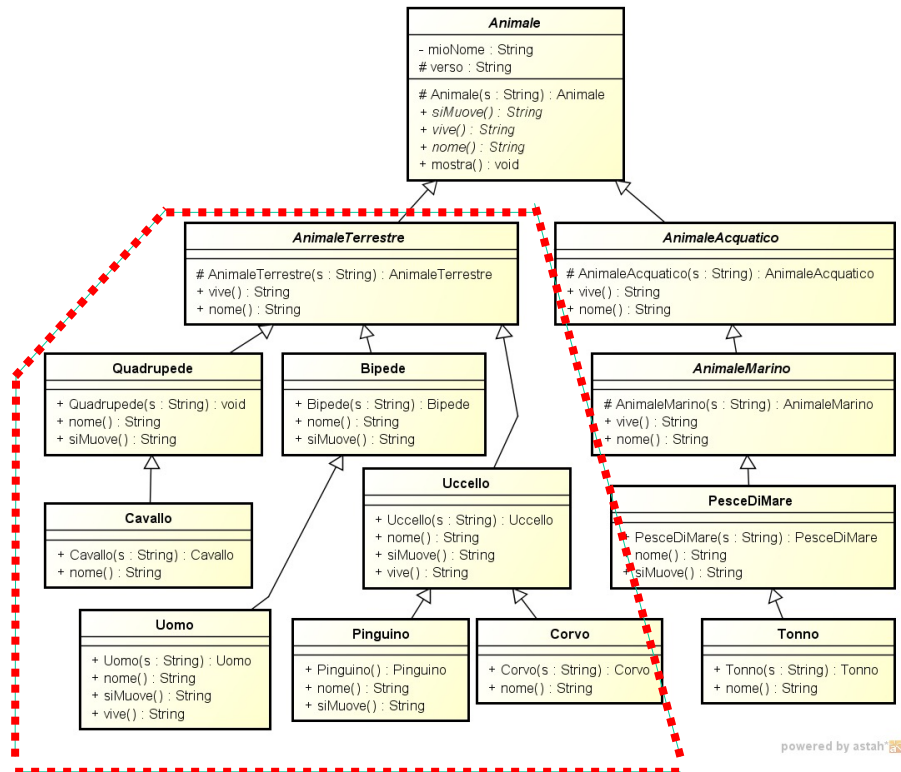 Animale
- mioNome : String
# verso : String
# Animale(s : String) : Animale
+ siMuove() : String
+ vive() : String
+ nome() : String
+ mostra() : void
AnimaleTerrestre
# AnimaleTerrestre(s : String) : AnimaleTerrestre
+ vive() : String
+ nome() : String
AnimaleAcquatico
# AnimaleAcquatico(s : String) : AnimaleAcquatico
+ vive() : String
+ nome() : String
Quadrupede
+ Quadrupede(s : String) : void
+ nome() : String
+ siMuove() : String
Bipede
+ Bipede(s : String) : Bipede
+ nome() : String
+ siMuove() : String
AnimaleMarino
# AnimaleMarino(s : String) : AnimaleMarino
+ vive() : String
+ nome() : String
Uccello
+ Uccello(s : String) : Uccello
+ nome() : String
+ siMuove() : String
+ vive() : String
PesceDiMare
+ PesceDiMare(s : String) : PesceDiMare
nome() : String
+ siMuove() : String
Cavallo
+ Cavallo(s : String) : Cavallo
+ nome() : String
Uomo
+ Uomo(s : String) : Uomo
+ nome() : String
+ siMuove() : String
+ vive() : String
Pinguino
+ Pinguino() : Pinguino
+ nome() : String
+ siMuove() : String
Corvo
+ Corvo(s : String) : Corvo
+ nome() : String
Tonno
+ Tonno(s : String) : Tonno
+ nome() : String
powered by astah*